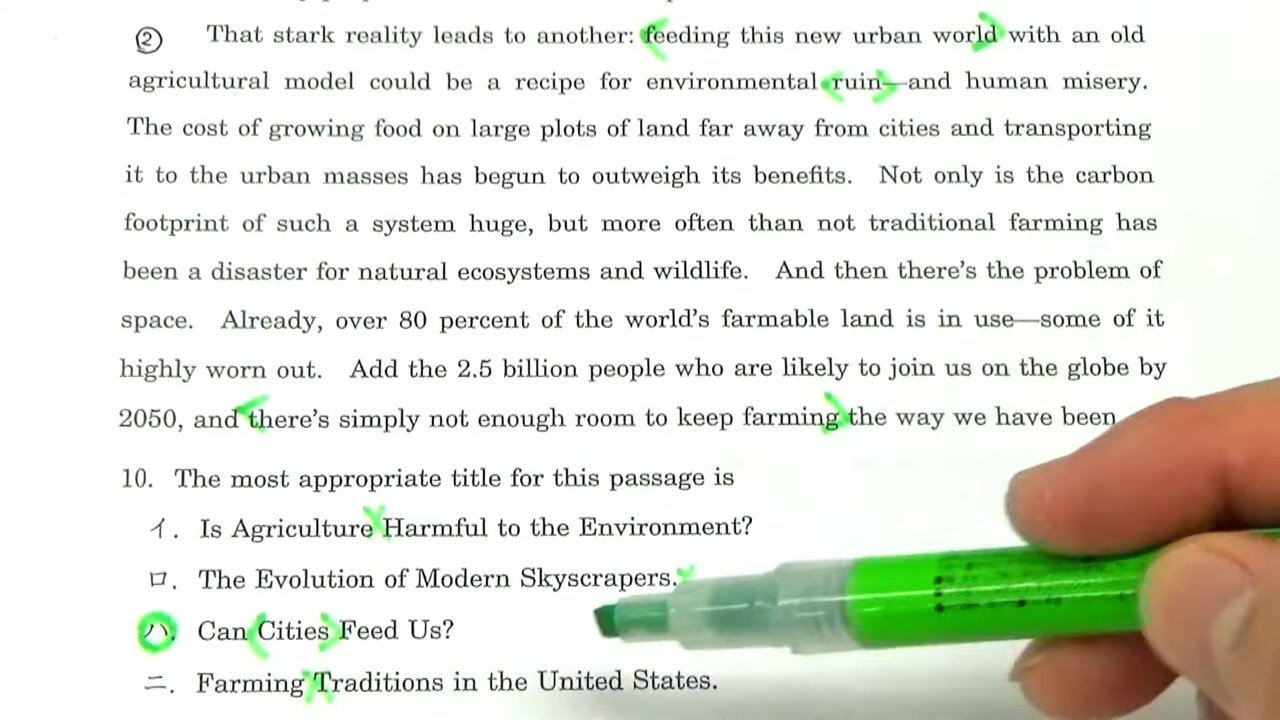 ② That stark reality leads to another: feeding this new urban world with an old
agricultural model could be a recipe for environmental ruin—and human misery.
The cost of growing food on large plots of land far away from cities and transporting
it to the urban masses has begun to outweigh its benefits. Not only is the carbon
footprint of such a system huge, but more often than not traditional farming has
been a disaster for natural ecosystems and wildlife. And then there's the problem of
space. Already, over 80 percent of the world's farmable land is in use—some of it
highly worn out. Add the 2.5 billion people who are likely to join us on the globe by
2050, and there's simply not enough room to keep farming the way we have been
10. The most appropriate title for this passage is
イ. Is Agriculture Harmful to the Environment?
ロ. The Evolution of Modern Skyscrapers.
ハ. Can Cities Feed Us?
ニ. Farming Traditions in the United States.